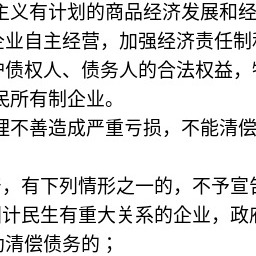 主义有计划的商品经济发展和经
企业自主经营，加强经济责任制
护债权人、债务人的合法权益，
民所有制企业。
理不善造成严重亏损，不能清偿
，有下列情形之一的，不予宣告
计民生有重大关系的企业，政府
清偿债务的；